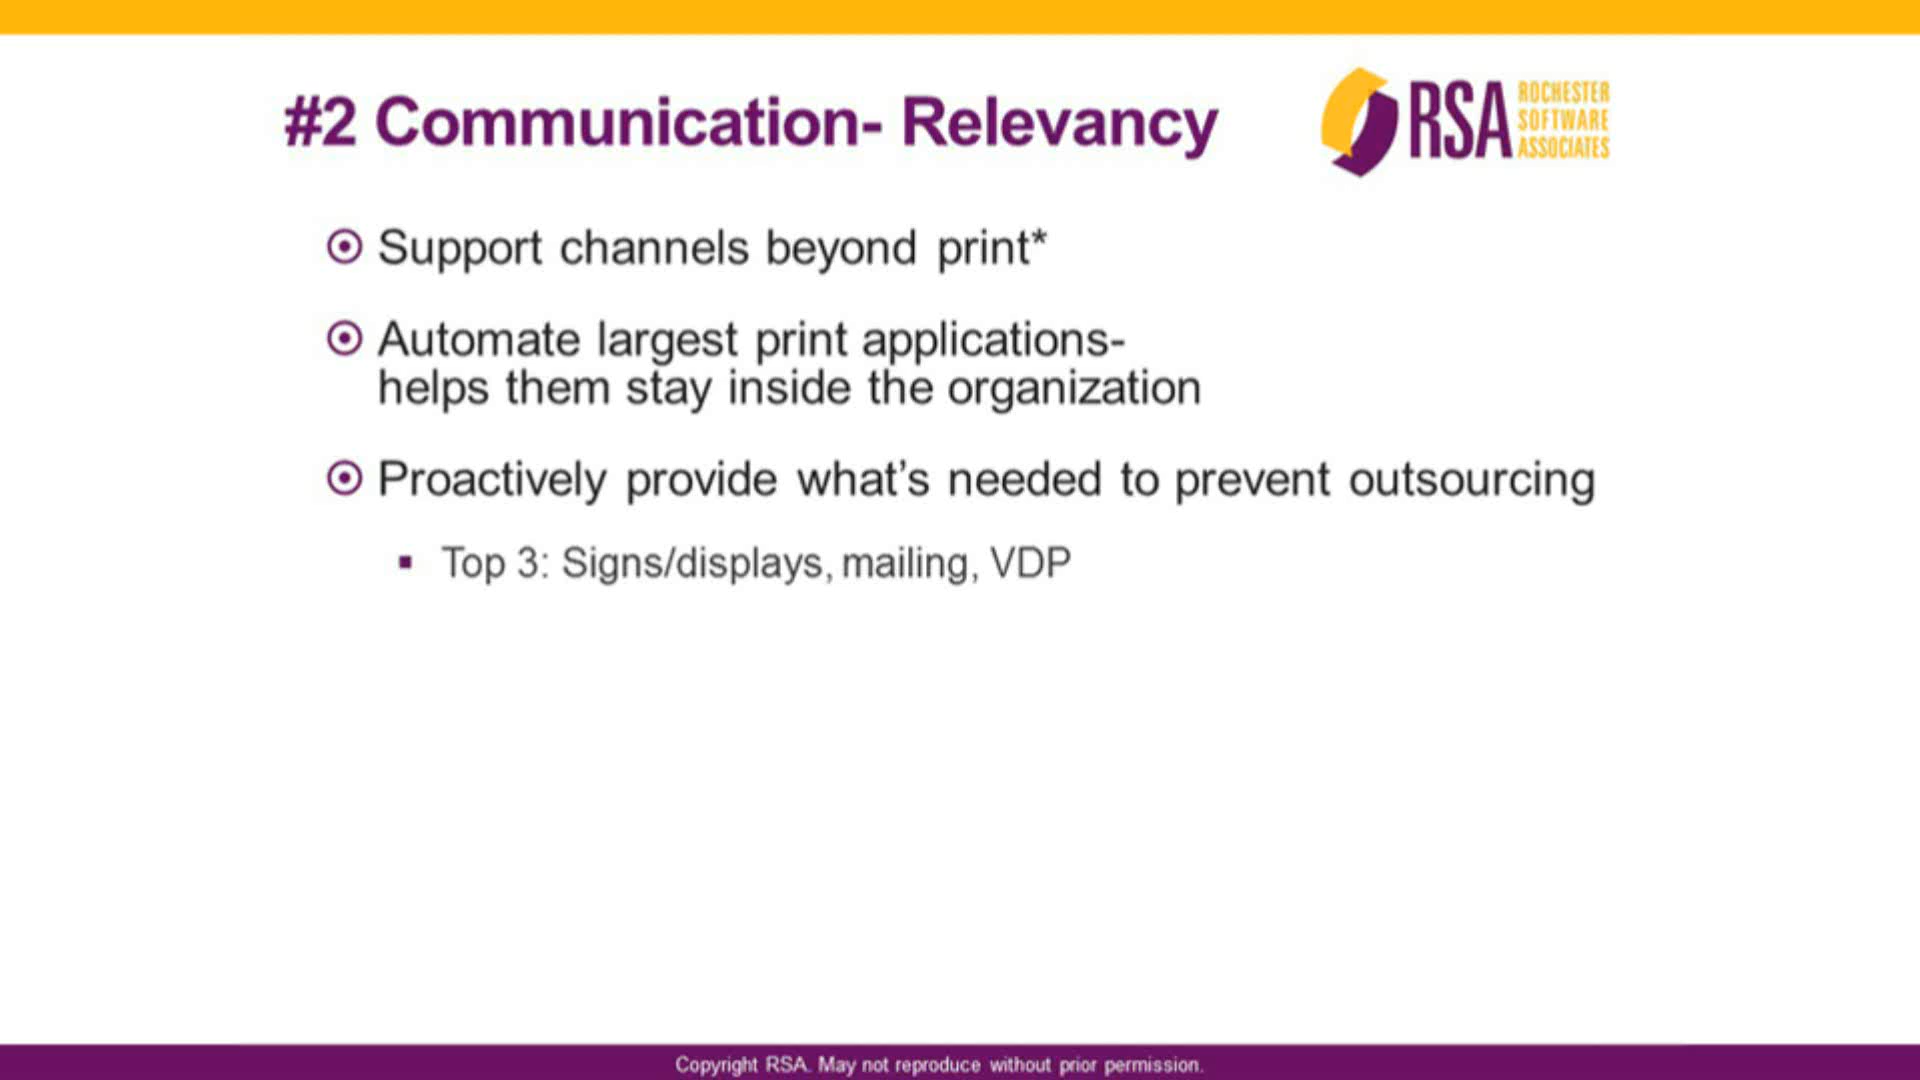 #2 Communication- Relevancy
RSA ROCHESTER
SOFTWARE
ASSOCIATES
Support channels beyond print*
Automate largest print applications-
helps them stay inside the organization
Proactively provide what’s needed to prevent outsourcing
Top 3: Signs/displays, mailing, VDP
Copyright RSA. May not reproduce without prior permission.